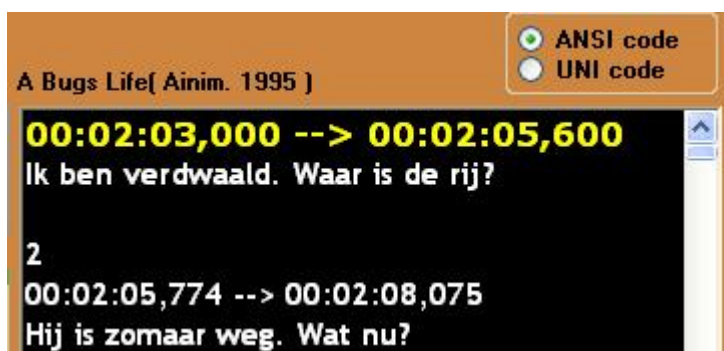 ANSI code
UNI code
A Bugs Life( Ainim. 1995 )
00:02:03,000 --> 00:02:05,600
Ik ben verdwaald. Waar is de rij?
2
00:02:05,774 --> 00:02:08,075
Hij is zomaar weg. Wat nu?